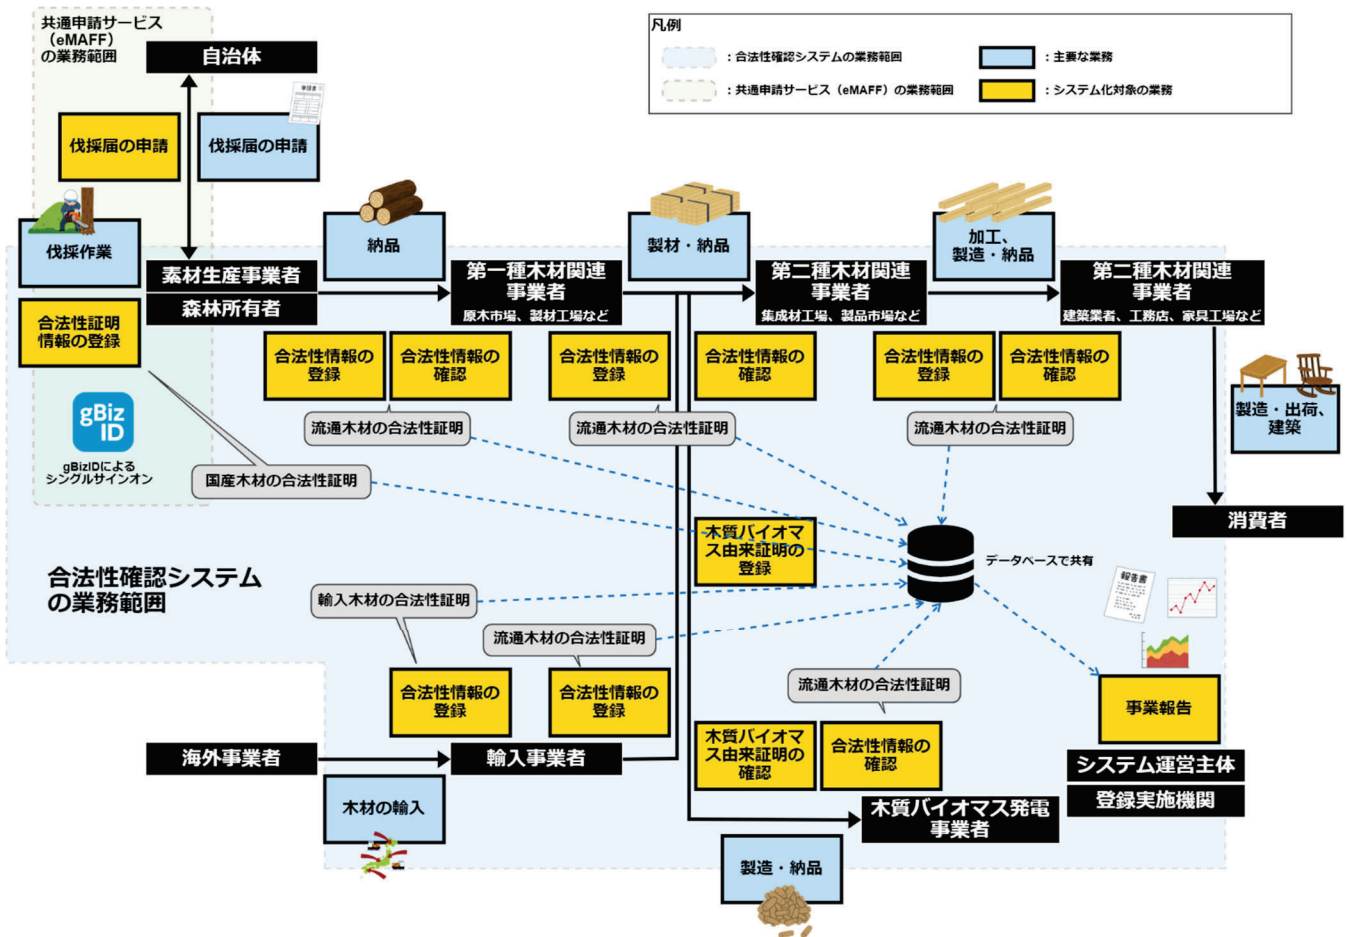 共通申請サービス
（eMAFF）
の業務範囲
自治体
申請書
伐採届の申請
伐採届の申請
凡例
：合法性確認システムの業務範囲
：主要な業務
：共通申請サービス（eMAFF）の業務範囲
：システム化対象の業務
伐採作業
納品
製材・納品
加工、
製造・納品
素材生産事業者
森林所有者
第一種木材関連
事業者
原木市場、製材工場など
第二種木材関連
事業者
集成材工場、製品市場など
第二種木材関連
事業者
建築業者、工務店、家具工場など
合法性証明
情報の登録
合法性情報の
登録
合法性情報の
確認
合法性情報の
登録
合法性情報の
確認
合法性情報の
登録
合法性情報の
確認
製造・出荷、
建築
gBiz
ID
gBizIDによる
シングルサインオン
流通木材の合法性証明
流通木材の合法性証明
流通木材の合法性証明
国産木材の合法性証明
消費者
木質バイオマ
ス由来証明の
登録
データベースで共有
合法性確認システム
の業務範囲
報告書
輸入木材の合法性証明
流通木材の合法性証明
流通木材の合法性証明
合法性情報の
登録
合法性情報の
登録
事業報告
木質バイオマ
ス由来証明の
確認
合法性情報の
確認
海外事業者
輸入事業者
システム運営主体
登録実施機関
木材の輸入
木質バイオマス発電
事業者
製造・納品